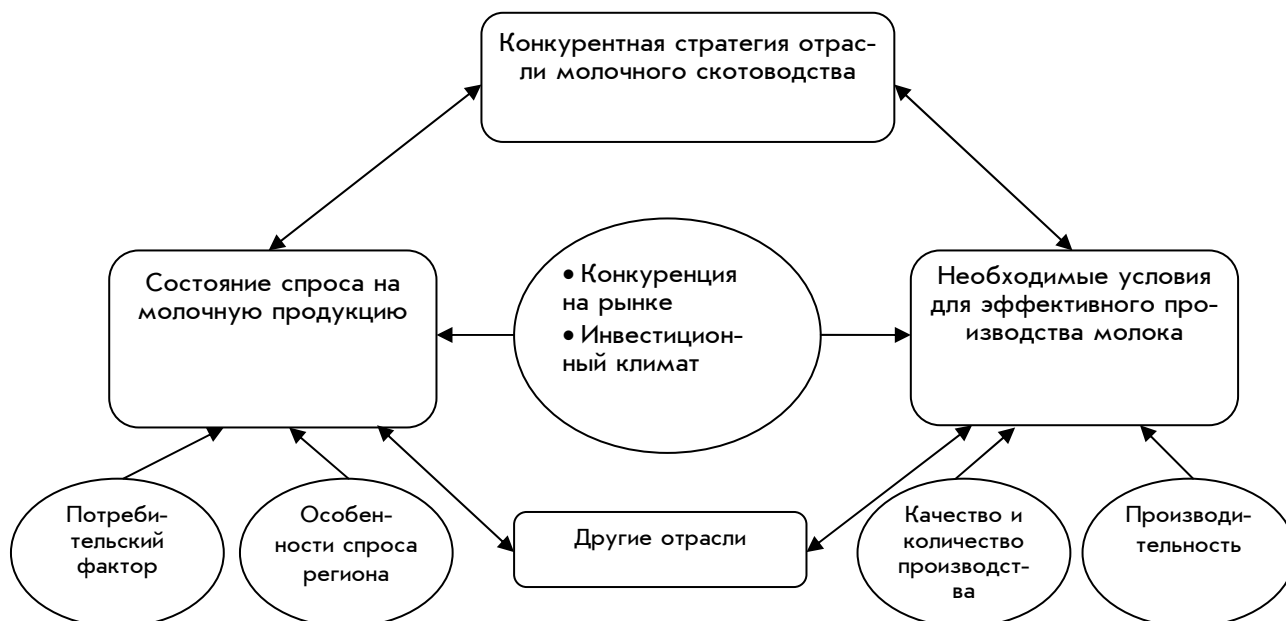 Конкурентная стратегия отрас-
ли молочного скотоводства
Состояние спроса на
молочную продукцию
• Конкуренция
на рынке
• Инвестицион-
ный климат
Необходимые условия
для эффективного про-
изводства молока
Потреби-
тельский
фактор
Особен-
ности спроса
региона
Другие отрасли
Качество и
количество
производст-
ва
Производи-
тельность